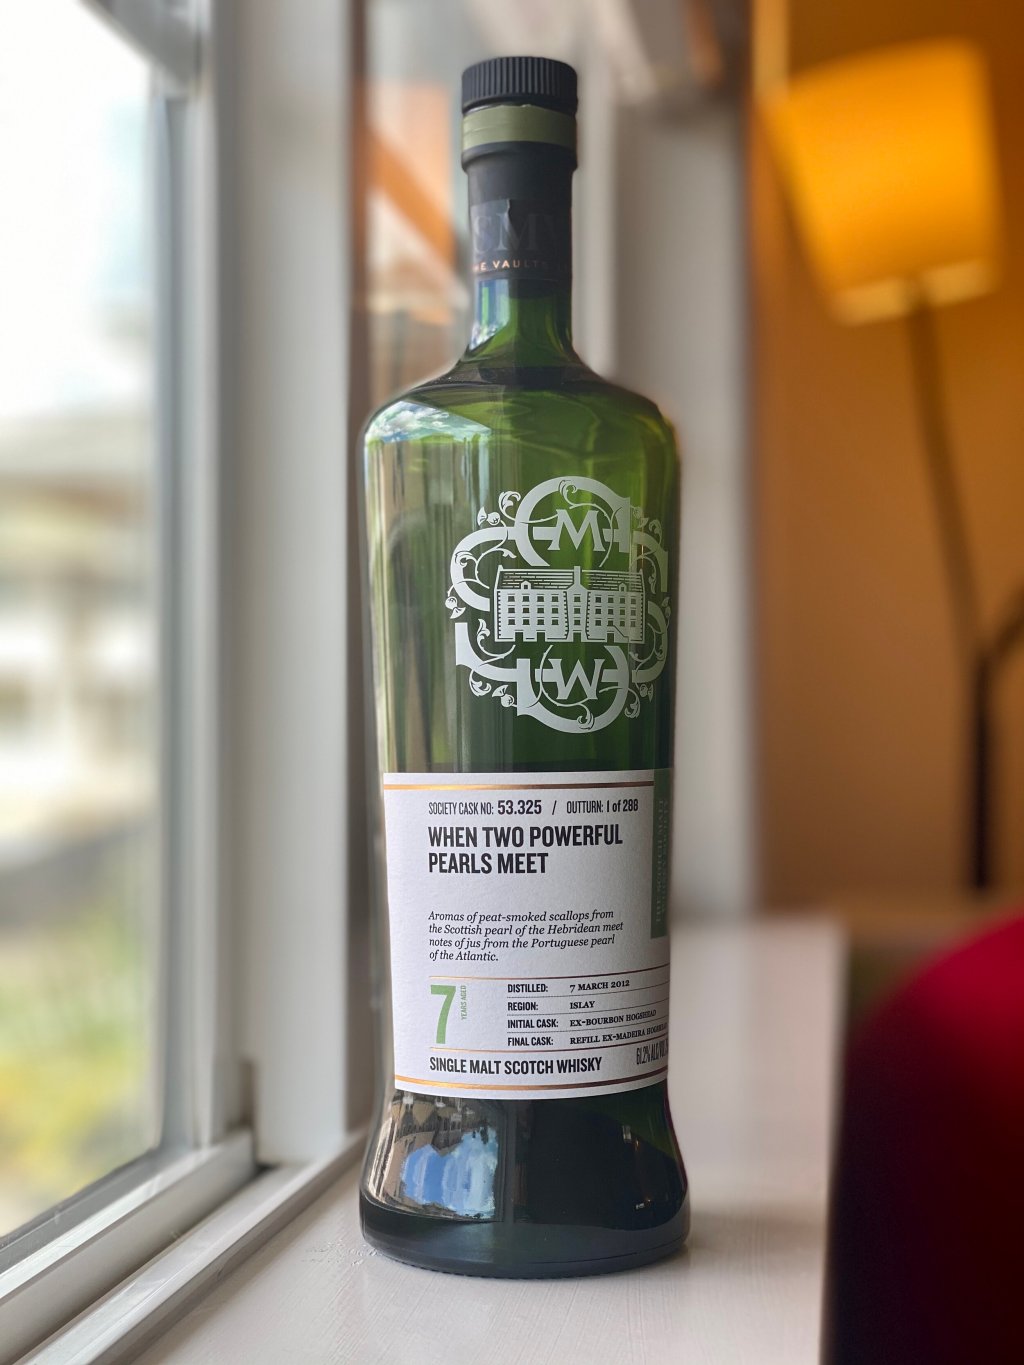 SMW
VAULTS
M
W
SOCIETY CASK NO: 53.325 / OUTTURN: 1 of 288
WHEN TWO POWERFUL
PEARLS MEET
Aromas of peat-smoked scallops from
the Scottish pearl of the Hebridean meet
notes of jus from the Portuguese pearl
of the Atlantic.
7 YEARS AGED
DISTILLED: 7 MARCH 2012
REGION: ISLAY
INITIAL CASK: EX-BOURBON HOGSHEAD
FINAL CASK: REFILL EX-MADEIRA
SINGLE MALT SCOTCH WHISKY 61.2% ALC